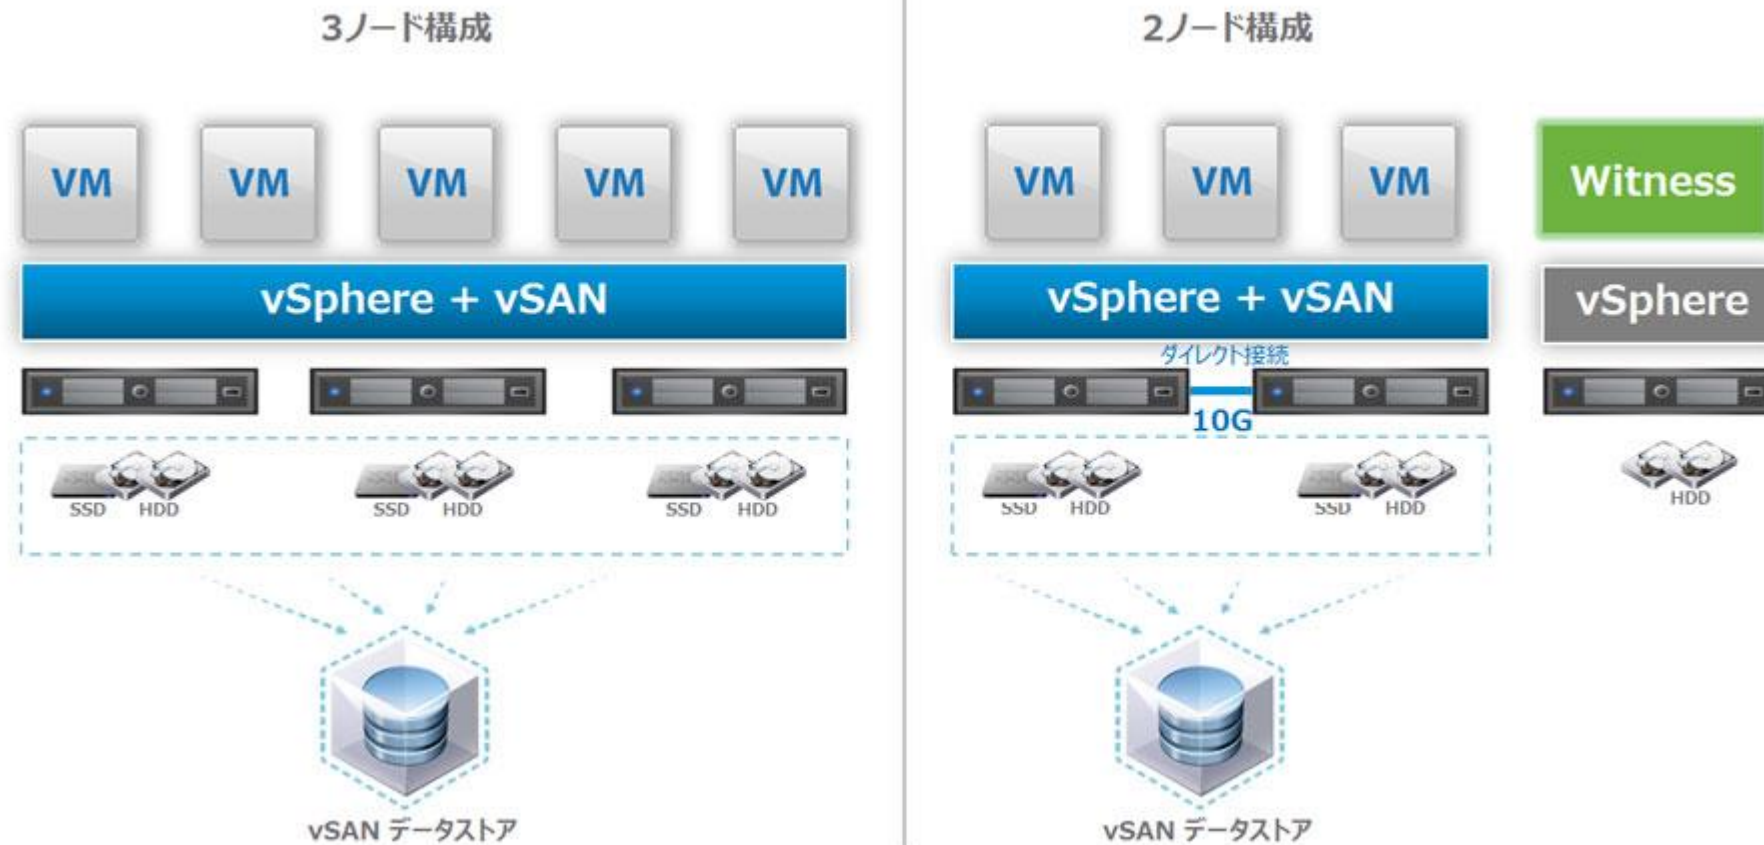 3ノード構成
VM VM VM VM VM
vSphere + vSAN
SSD HDD SSD HDD SSD HDD
vSAN データストア
2ノード構成
VM VM VM
vSphere + vSAN
ダイレクト接続
10G
SSD HDD SSD HDD
vSAN データストア
Witness
vSphere
HDD